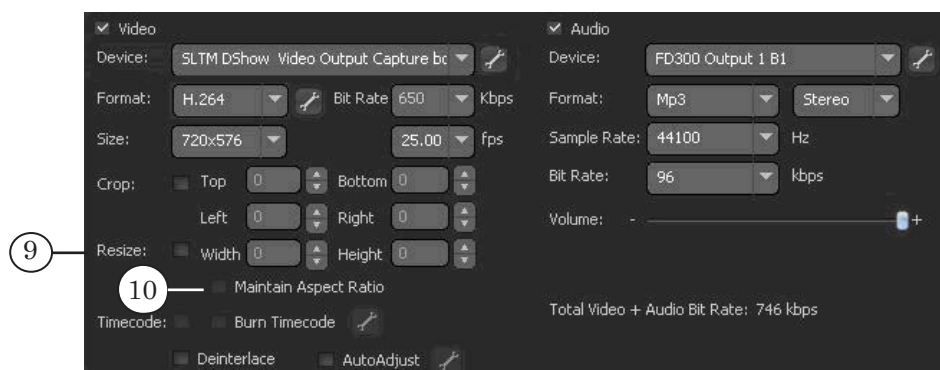 Video
Device: SLTM DShow Video Output Capture bc
Format: H.264 Bit Rate 650 Kbps
Size: 720x576 25.00 fps
Crop: Top 0 Bottom 0
Left 0 Right 0
9 Resize: Width 0 Height 0
10 Maintain Aspect Ratio
Timecode: Burn Timecode
Deinterlace AutoAdjust
Audio
Device: FD300 Output 1 B1
Format: Mp3 Stereo
Sample Rate: 44100 Hz
Bit Rate: 96 kbps
Volume: - +
Total Video + Audio Bit Rate: 746 kbps